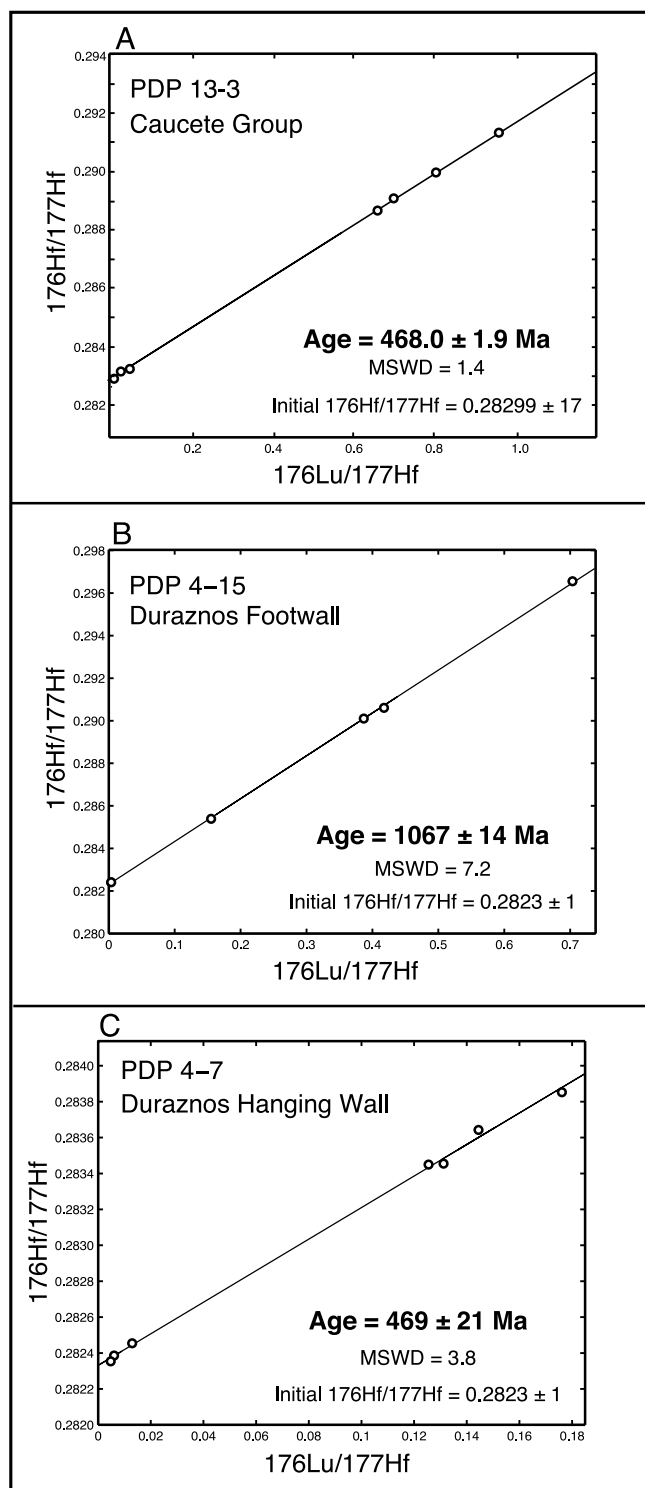 A
PDP 13-3
Caucete Group
0.294
0.292
0.290
0.288
0.286
0.284
0.282
176Hf/177Hf
Age = 468.0 ± 1.9 Ma
MSWD = 1.4
Initial 176Hf/177Hf = 0.28299 ± 17
0.2 0.4 0.6 0.8 1.0
176Lu/177Hf
B
PDP 4–15
Duraznos Footwall
0.298
0.296
0.294
0.292
0.290
0.288
0.286
0.284
0.282
0.280
176Hf/177Hf
Age = 1067 ± 14 Ma
MSWD = 7.2
Initial 176Hf/177Hf = 0.2823 ± 1
0 0.1 0.2 0.3 0.4 0.5 0.6 0.7
176Lu/177Hf
C
PDP 4–7
Duraznos Hanging Wall
0.2840
0.2838
0.2836
0.2834
0.2832
0.2830
0.2828
0.2826
0.2824
0.2822
0.2820
176Hf/177Hf
Age = 469 ± 21 Ma
MSWD = 3.8
Initial 176Hf/177Hf = 0.2823 ± 1
0 0.02 0.04 0.06 0.08 0.10 0.12 0.14 0.16 0.18
176Lu/177Hf